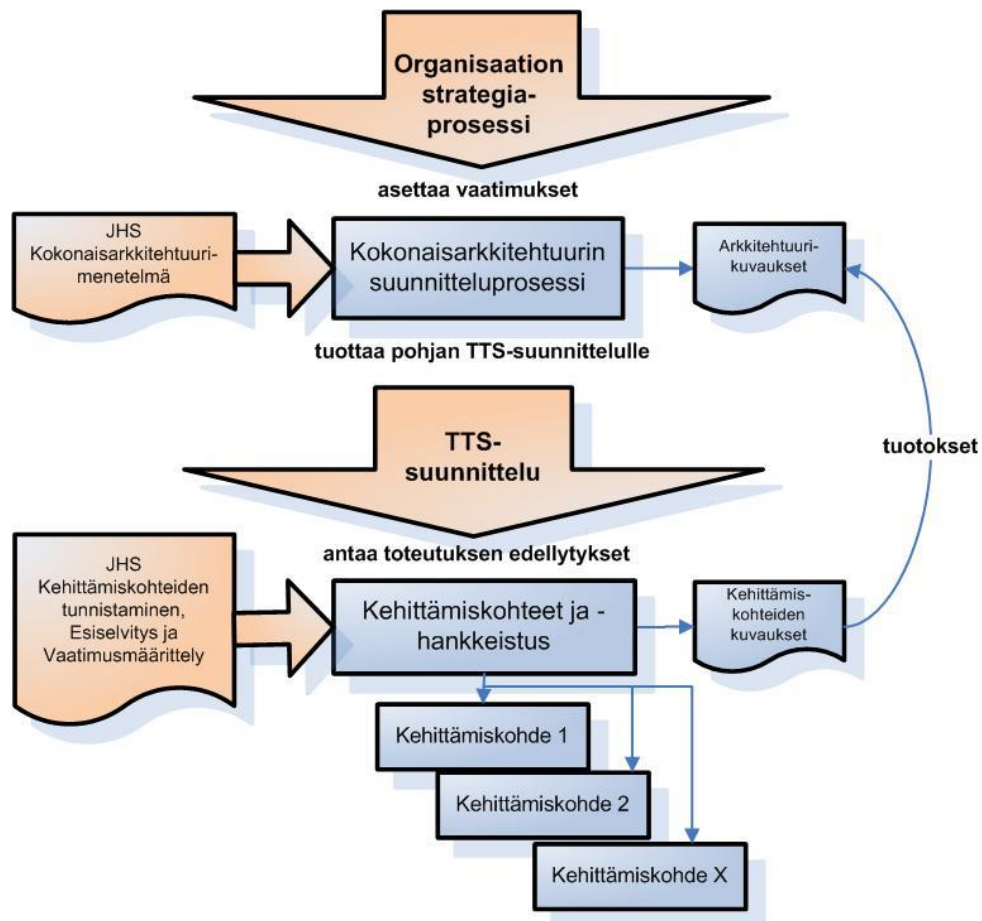 Organisaation
strategia-
prosessi
asettaa vaatimukset
JHS
Kokonaisarkkitehtuuri-
menetelmä
Kokonaisarkkitehtuurin
suunnitteluprosessi
Arkkitehtuuri-
kuvaukset
tuottaa pohjan TTS-suunnittelulle
TTS-
suunnittelu
tuotokset
antaa toteutuksen edellytykset
JHS
Kehittämiskohteiden
tunnistaminen,
Esiselvitys ja
Vaatimusmäärittely
Kehittämiskohteet ja -
hankkeistus
Kehittämis-
kohteiden
kuvaukset
Kehittämiskohde 1
Kehittämiskohde 2
Kehittämiskohde X